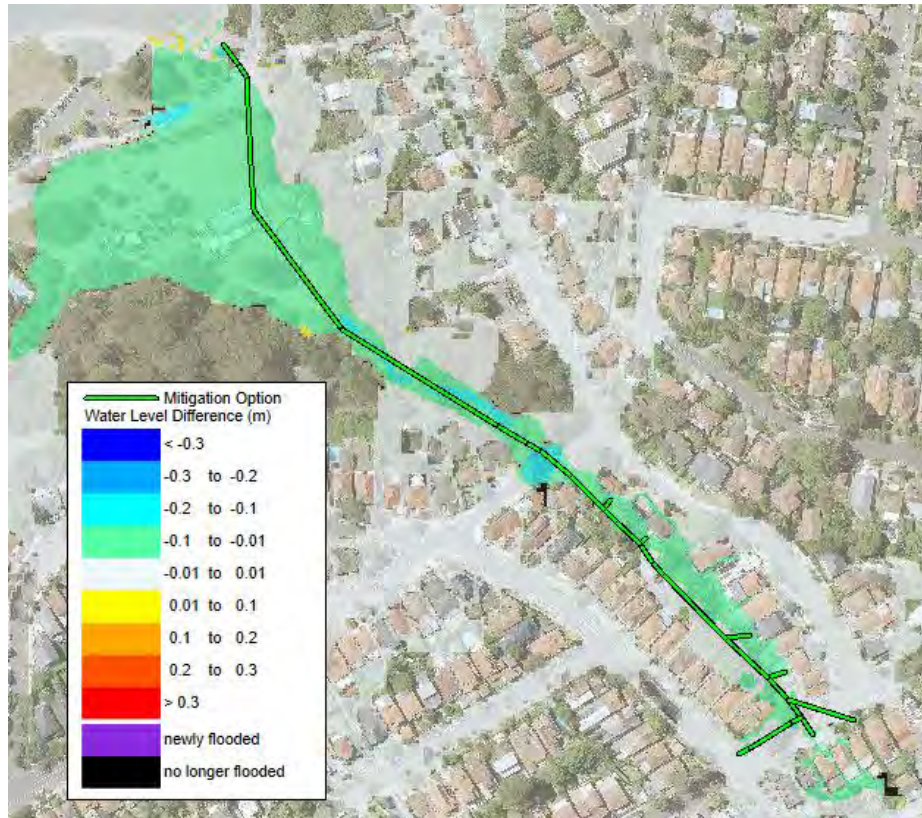 Mitigation Option
Water Level Difference (m)
< -0.3
-0.3 to -0.2
-0.2 to -0.1
-0.1 to -0.01
-0.01 to 0.01
0.01 to 0.1
0.1 to 0.2
0.2 to 0.3
> 0.3
newly flooded
no longer flooded